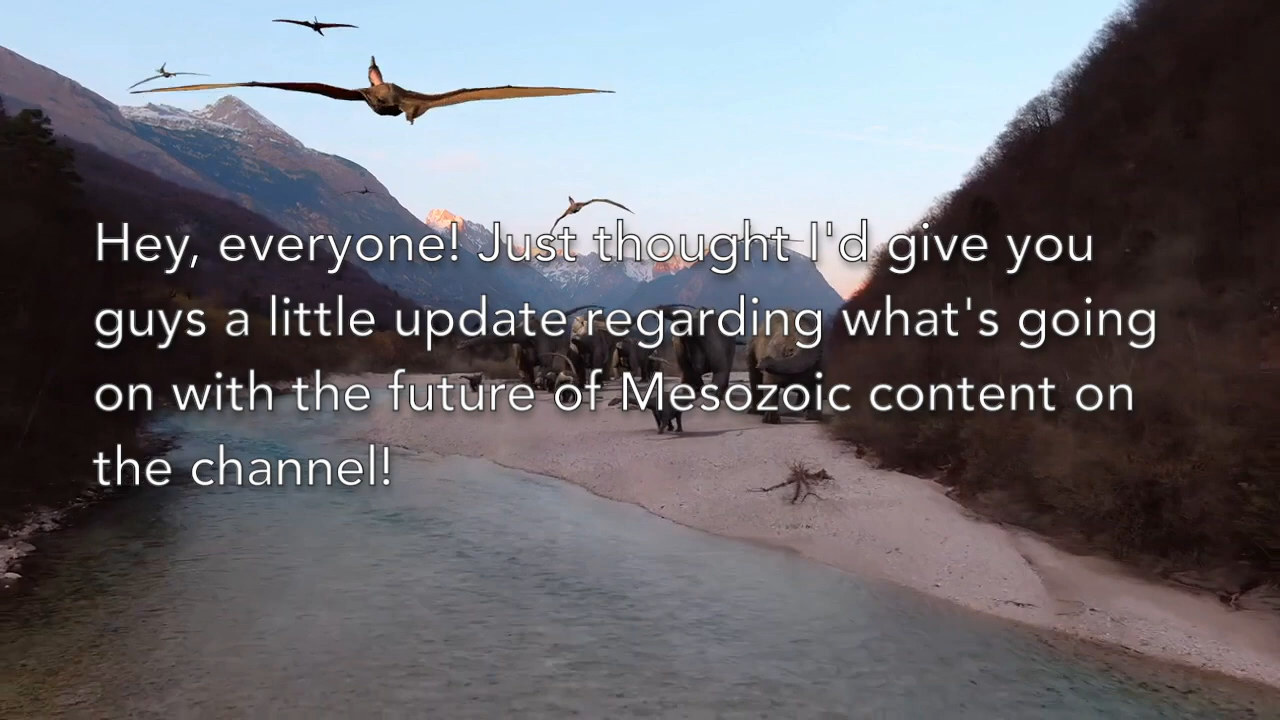 Hey, everyone! Just thought I'd give you
guys a little update regarding what's going
on with the future of Mesozoic content on
the channel!